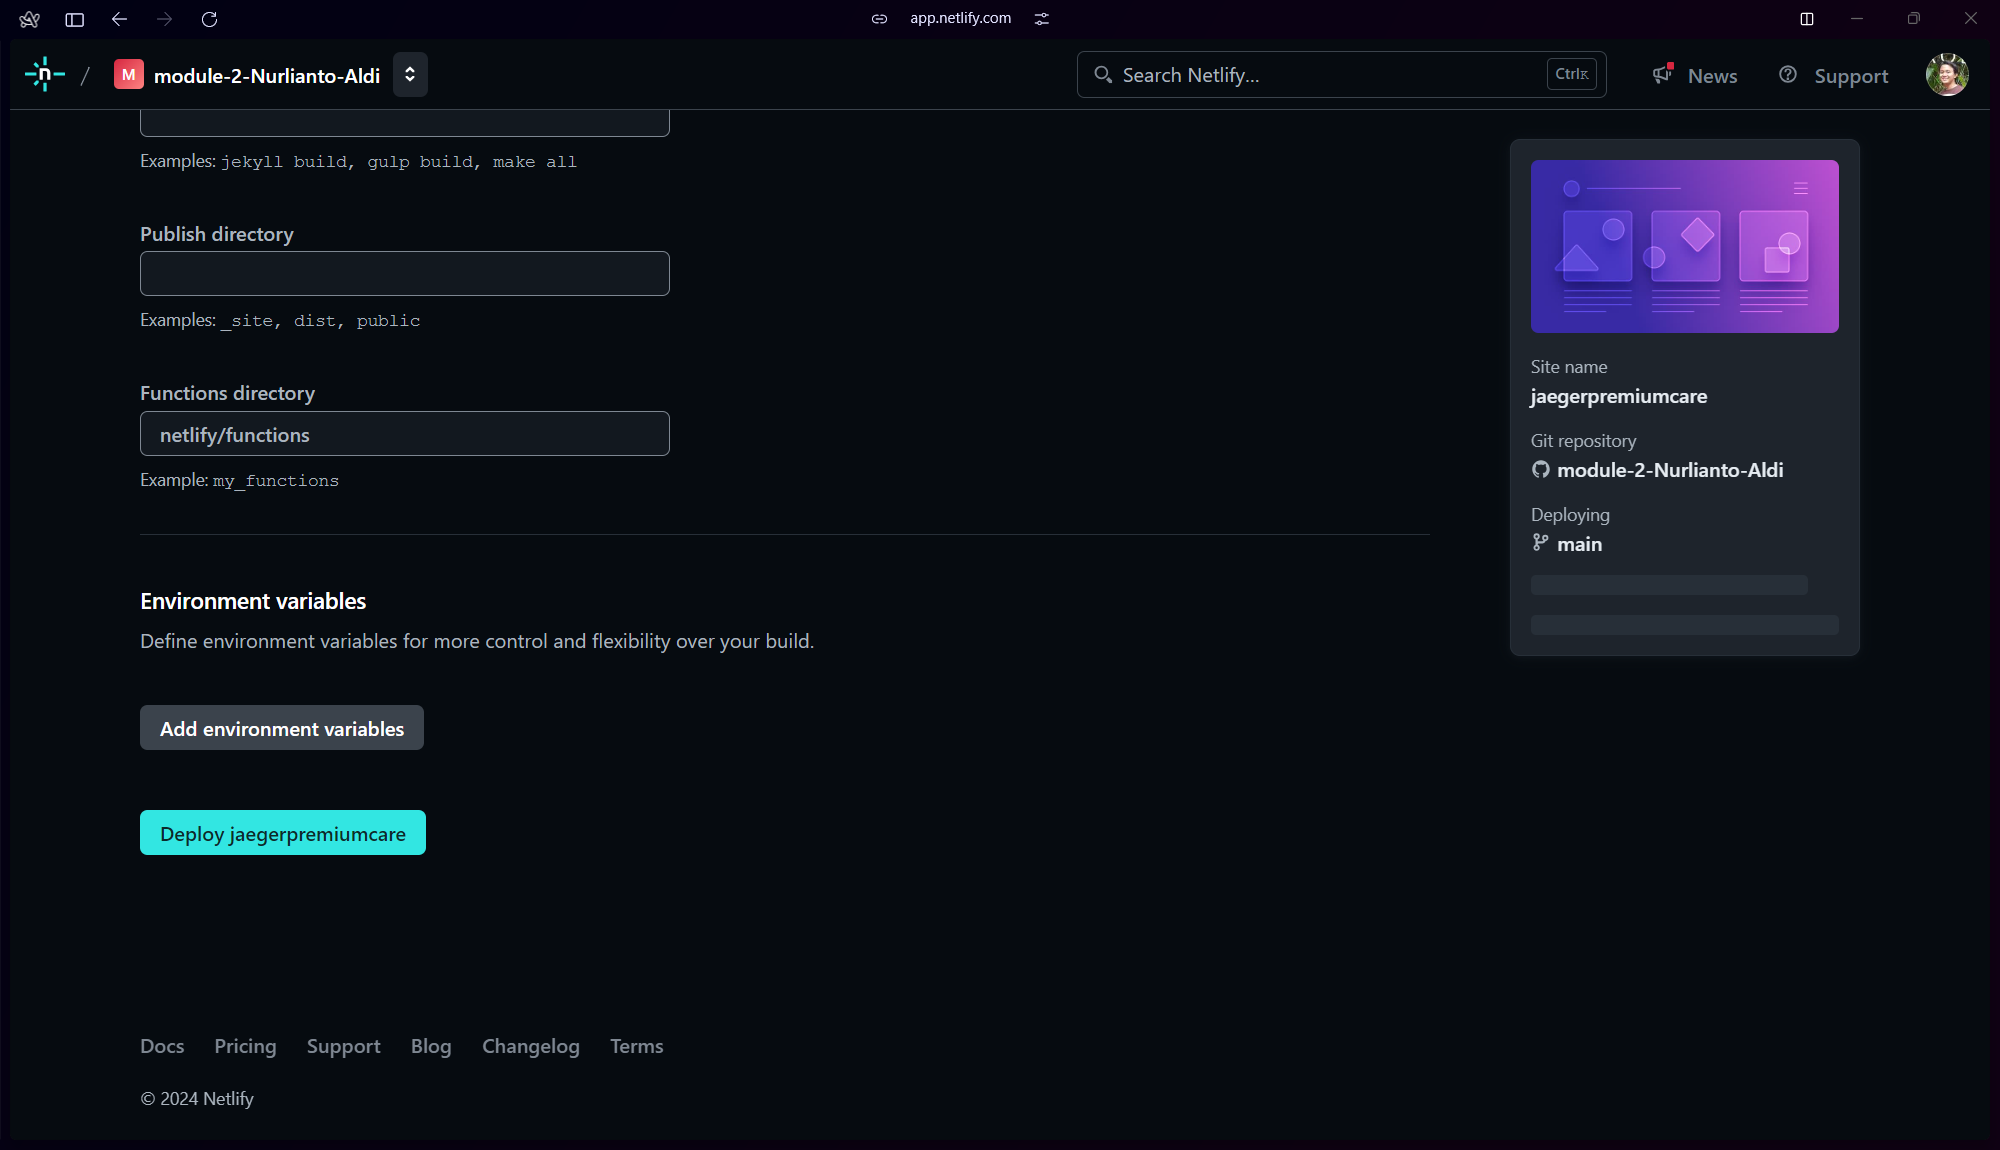 app.netlify.com
n / M module-2-Nurlianto-Aldi
Search Netlify... Ctrl K
News
Support
Examples: jekyll build, gulp build, make all
Publish directory
Examples: _site, dist, public
Functions directory
netlify/functions
Example: my_functions
Environment variables
Define environment variables for more control and flexibility over your build.
Add environment variables
Deploy jaegerpremiumcare
Site name
jaegerpremiumcare
Git repository
module-2-Nurlianto-Aldi
Deploying
main
Docs Pricing Support Blog Changelog Terms
© 2024 Netlify